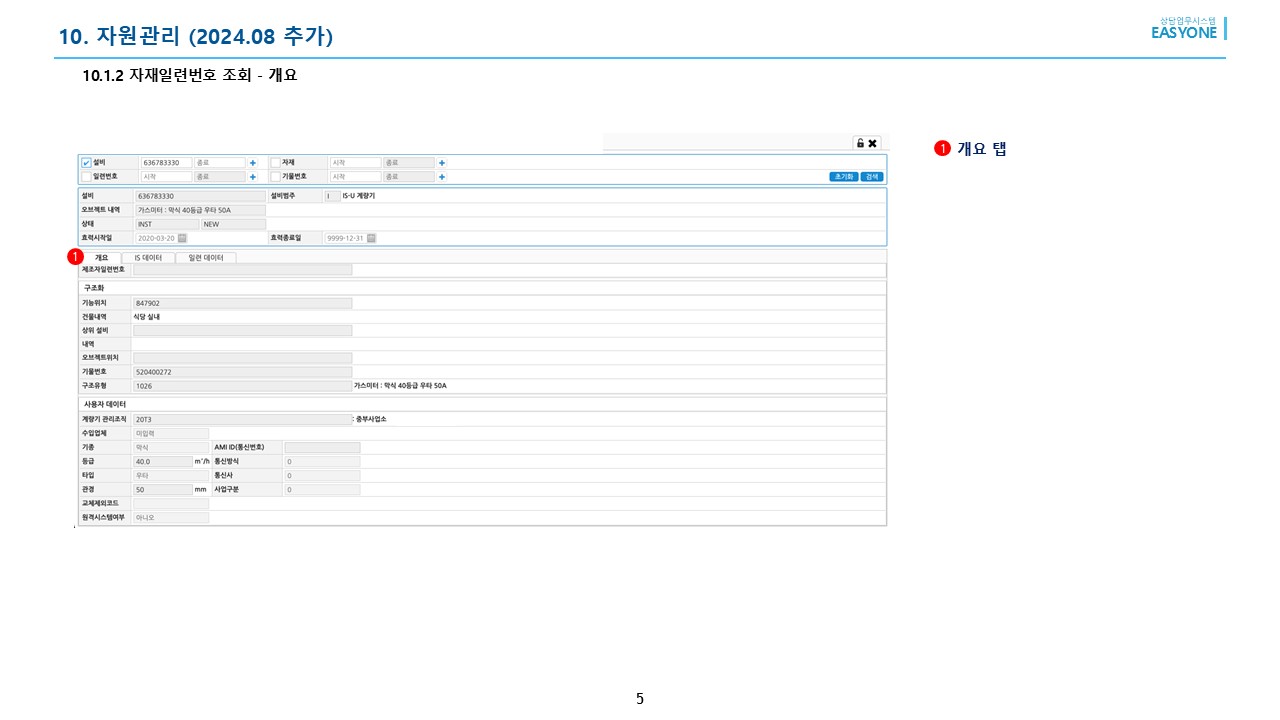 10. 자원관리 (2024.08 추가)
상담업무시스템
EASYONE
10.1.2 자재일련번호 조회 - 개요
1 개요 탭
설비 636783330 종료 자재 시작 종료
일련번호 시작 종료 기물번호 시작 종료 초기화 검색
설비 636783330 설비범주 I IS-U 계량기
오브젝트 내역 가스미터 : 막식 40등급 우타 50A
상태 INST NEW
효력시작일 2020-03-20 효력종료일 9999-12-31
1 개요 IS 데이터 일련 데이터
제조자일련번호
구조화
기능위치 847902
건물내역 식당 실내
상위 설비
내역
오브젝트위치
기물번호 520400272
구조유형 1026 가스미터 : 막식 40등급 우타 50A
사용자 데이터
계량기 관리조직 20T3 : 중부사업소
수입업체 미입력
기종 막식 AMI ID(통신번호)
등급 40.0 m³/h 통신방식 0
타입 우타 통신사 0
관경 50 mm 사업구분 0
교체제외코드
원격시스템여부 아니오
5